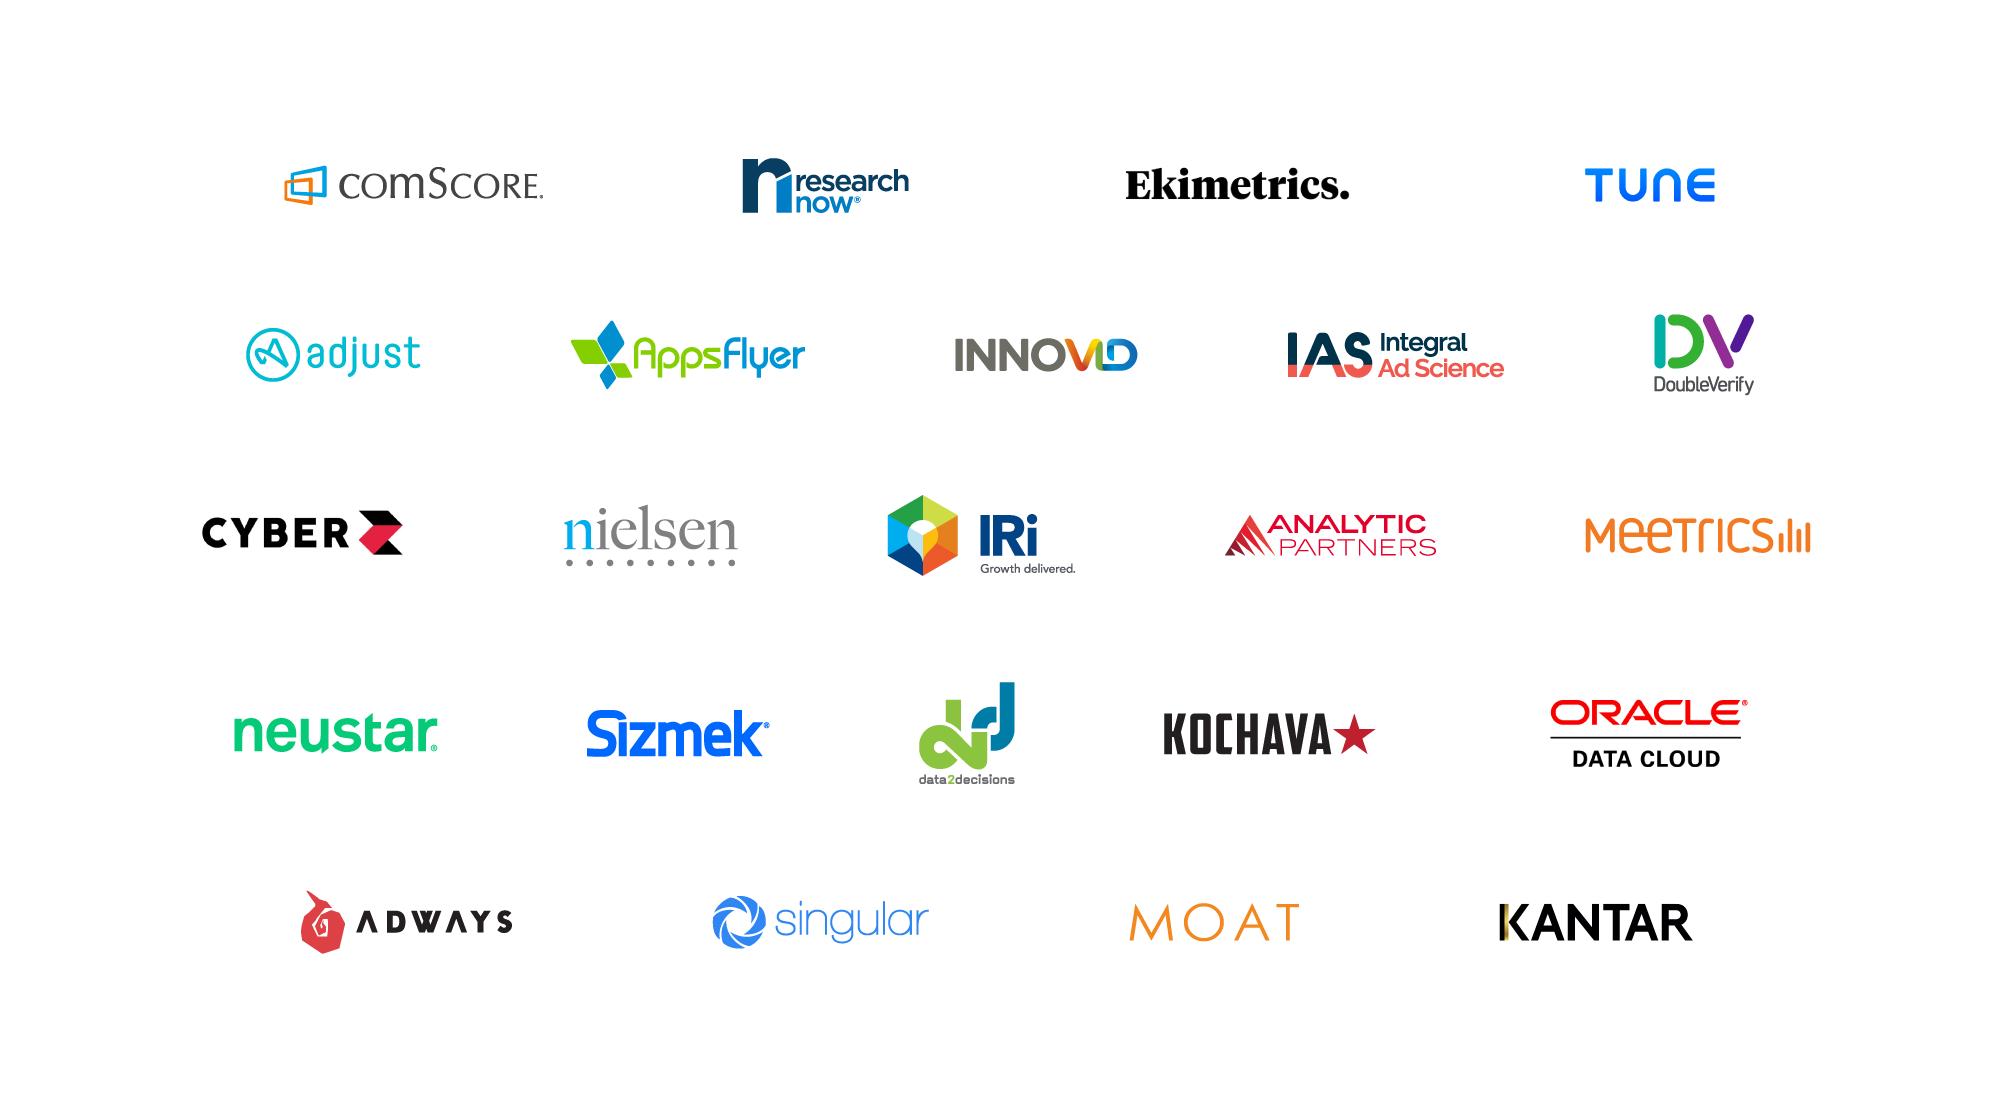 comScore.
research
now®
Ekimetrics.
TUNE
adjust
AppsFlyer
INNOVID
IAS Integral
Ad Science
DV
DoubleVerify
CYBER Z
nielsen
IRi
Growth delivered.
ANALYTIC
PARTNERS
MeeTRICS
neustar®
Sizmek®
d2d
data2decisions
KOCHAVA
ORACLE®
DATA CLOUD
ADWAYS
singular
MOAT
KANTAR